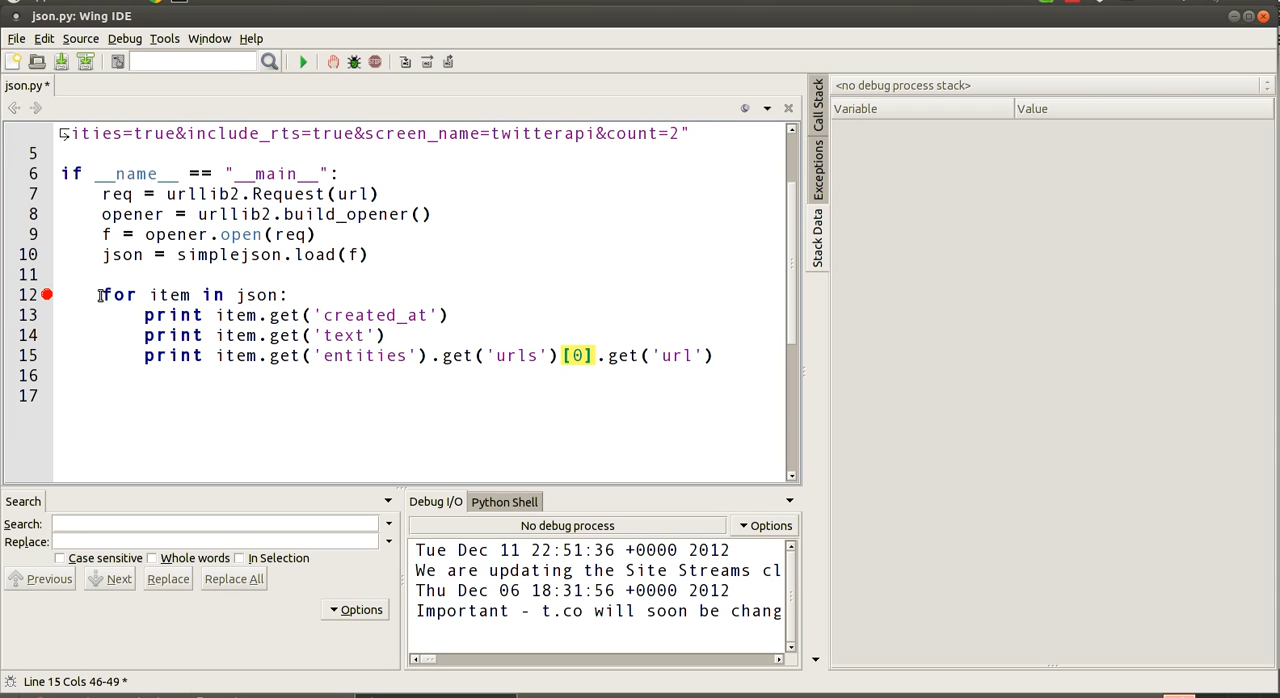 json.py: Wing IDE
File Edit Source Debug Tools Window Help
json.py *
ities=true&include_rts=true&screen_name=twitterapi&count=2"
5
6 if __name__ == "__main__":
7 req = urllib2.Request(url)
8 opener = urllib2.build_opener()
9 f = opener.open(req)
10 json = simplejson.load(f)
11
12 for item in json:
13 print item.get('created_at')
14 print item.get('text')
15 print item.get('entities').get('urls')[0].get('url')
16
17
Call Stack
Exceptions
Stack Data
<no debug process stack>
Variable Value
Search
Search:
Replace:
Case sensitive Whole words In Selection
Previous Next Replace Replace All
Options
Debug I/O Python Shell
No debug process Options
Tue Dec 11 22:51:36 +0000 2012
We are updating the Site Streams cl
Thu Dec 06 18:31:56 +0000 2012
Important - t.co will soon be chang
Line 15 Cols 46-49 *